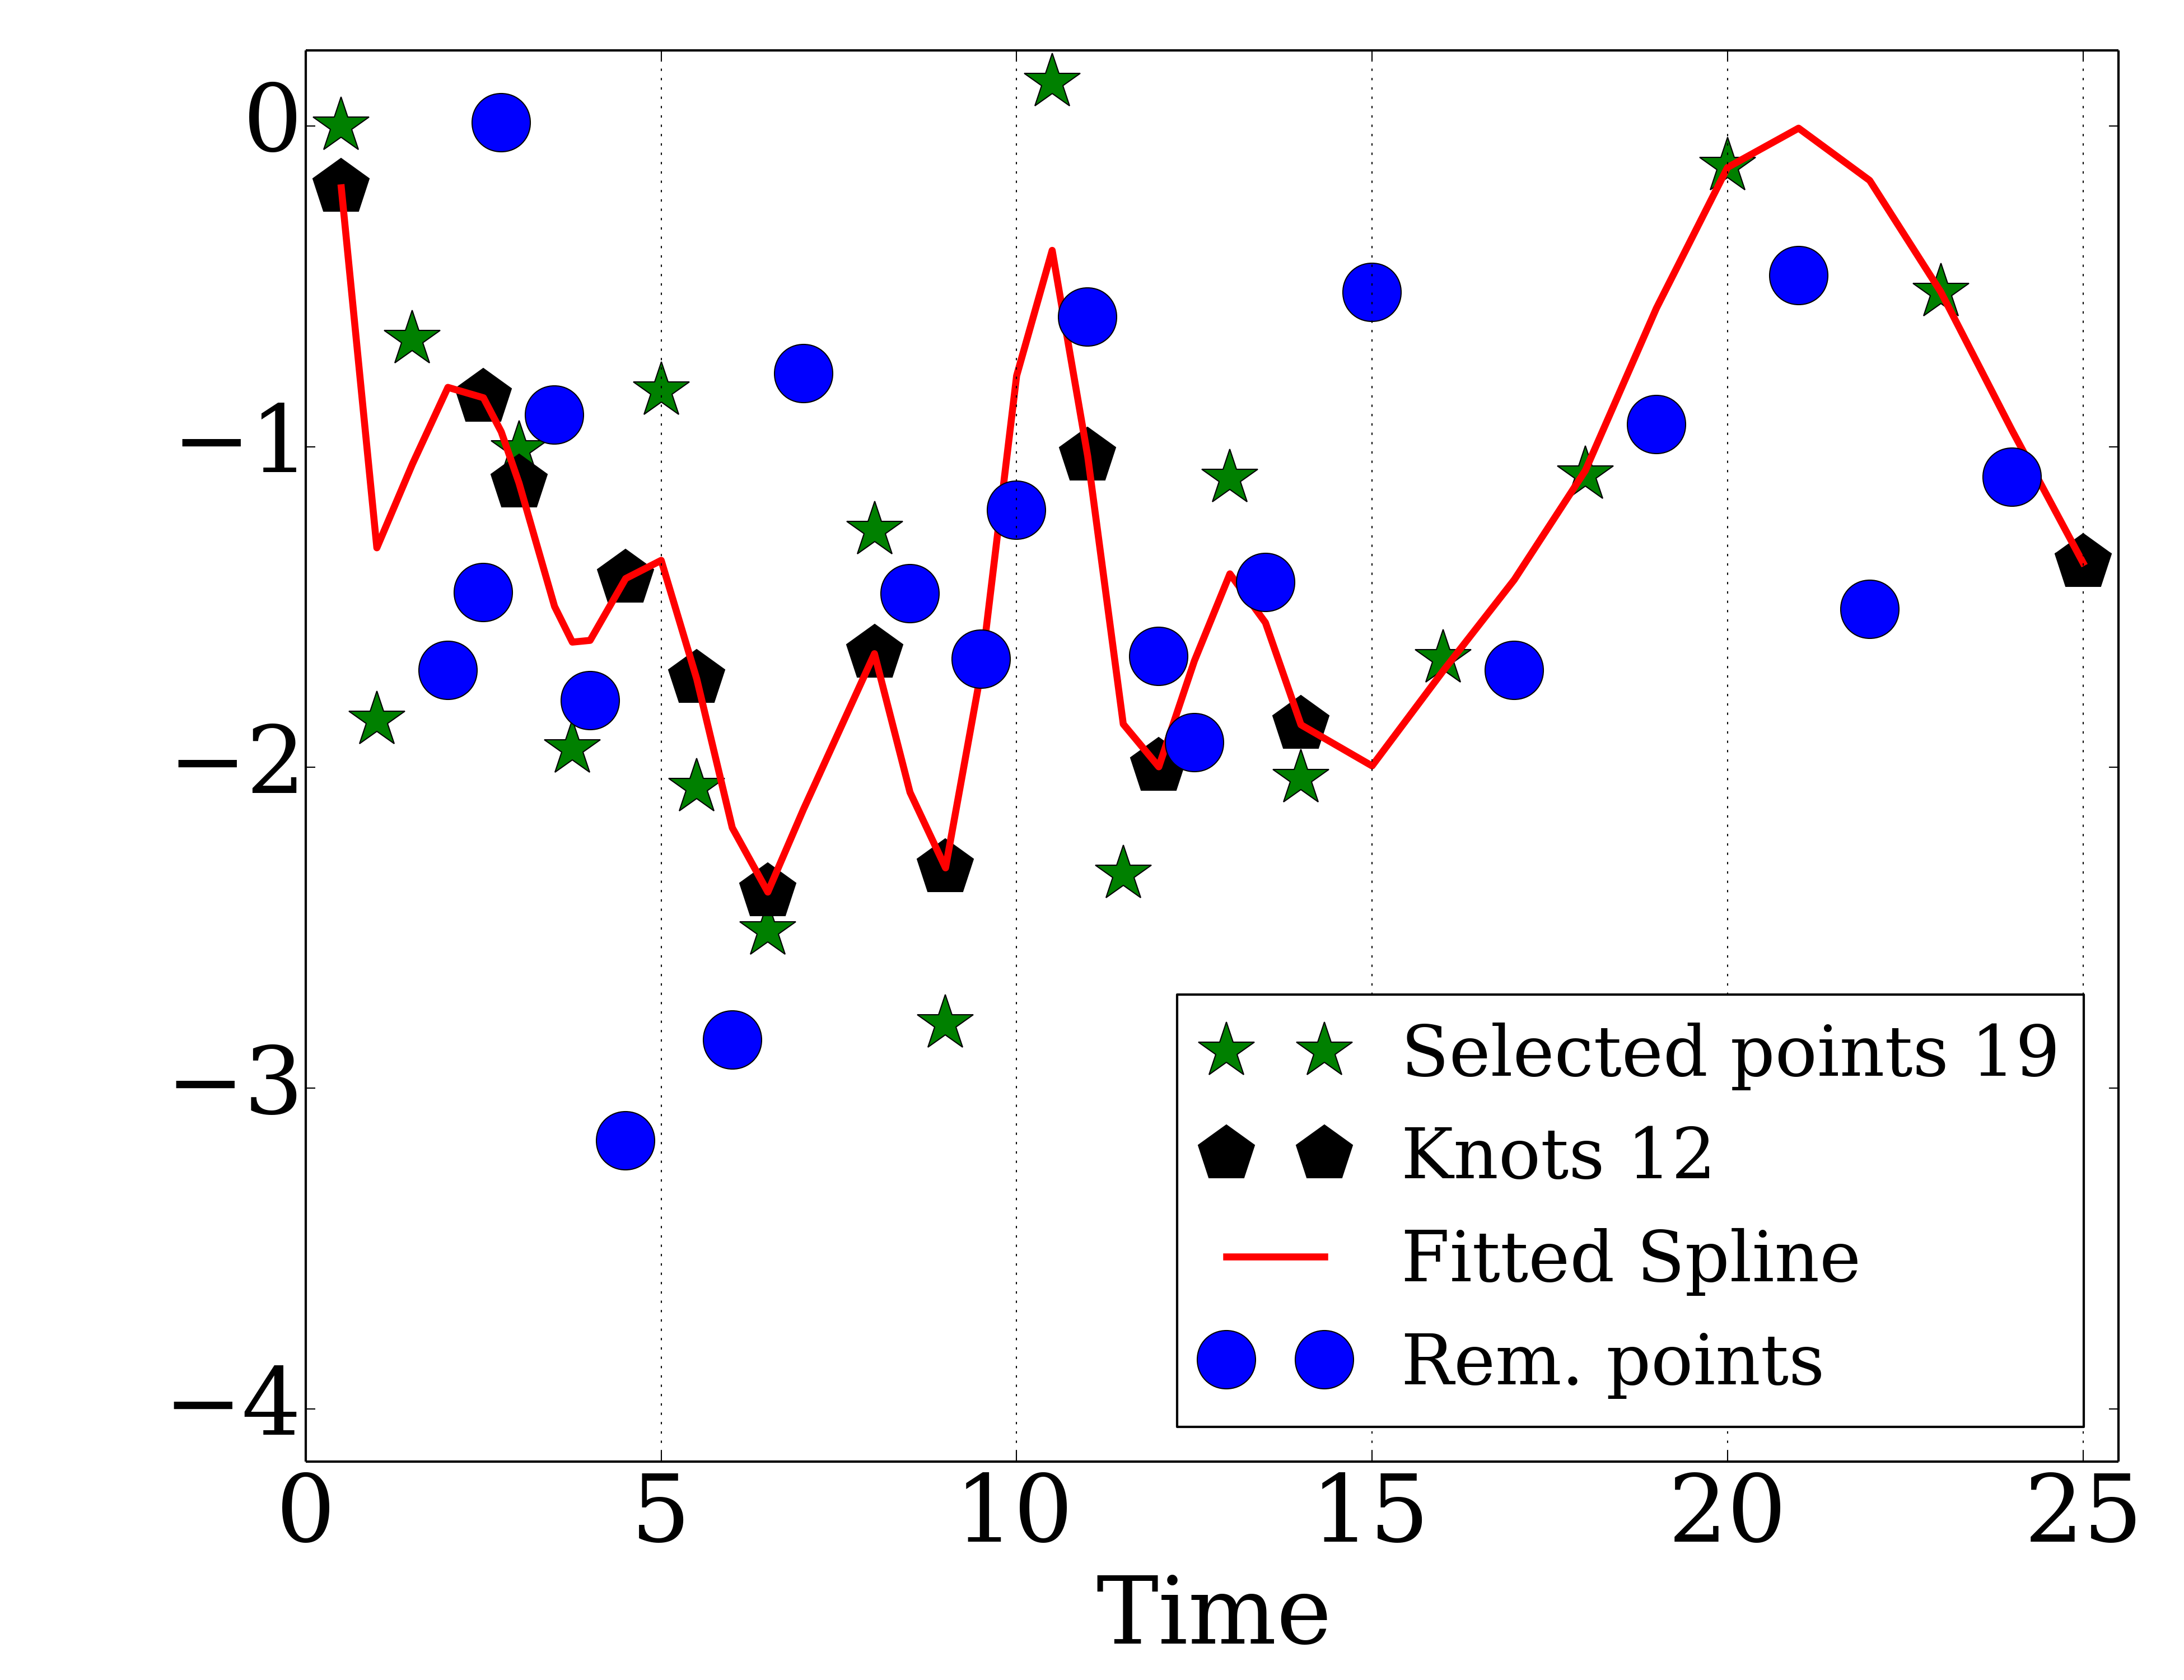 0
−1
−2
−3
−4
Selected points 19
Knots 12
Fitted Spline
Rem. points
0 5 10 15 20 25
Time